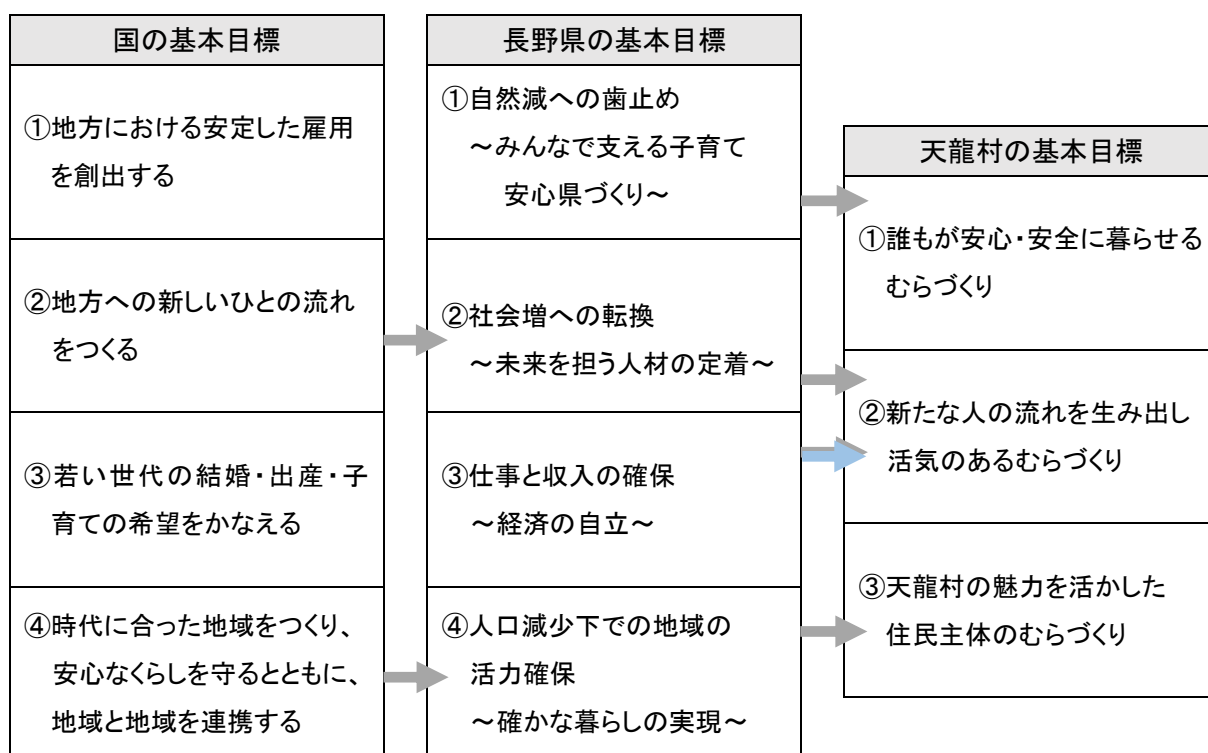 国の基本目標
①地方における安定した雇用
を創出する
②地方への新しいひとの流れ
をつくる
③若い世代の結婚・出産・子
育ての希望をかなえる
④時代に合った地域をつくり、
安心なくらしを守るとともに、
地域と地域を連携する
長野県の基本目標
①自然減への歯止め
～みんなで支える子育て
安心県づくり～
②社会増への転換
～未来を担う人材の定着～
③仕事と収入の確保
～経済の自立～
④人口減少下での地域の
活力確保
～確かな暮らしの実現～
天龍村の基本目標
①誰もが安心・安全に暮らせる
むらづくり
②新たな人の流れを生み出し
活気のあるむらづくり
③天龍村の魅力を活かした
住民主体のむらづくり